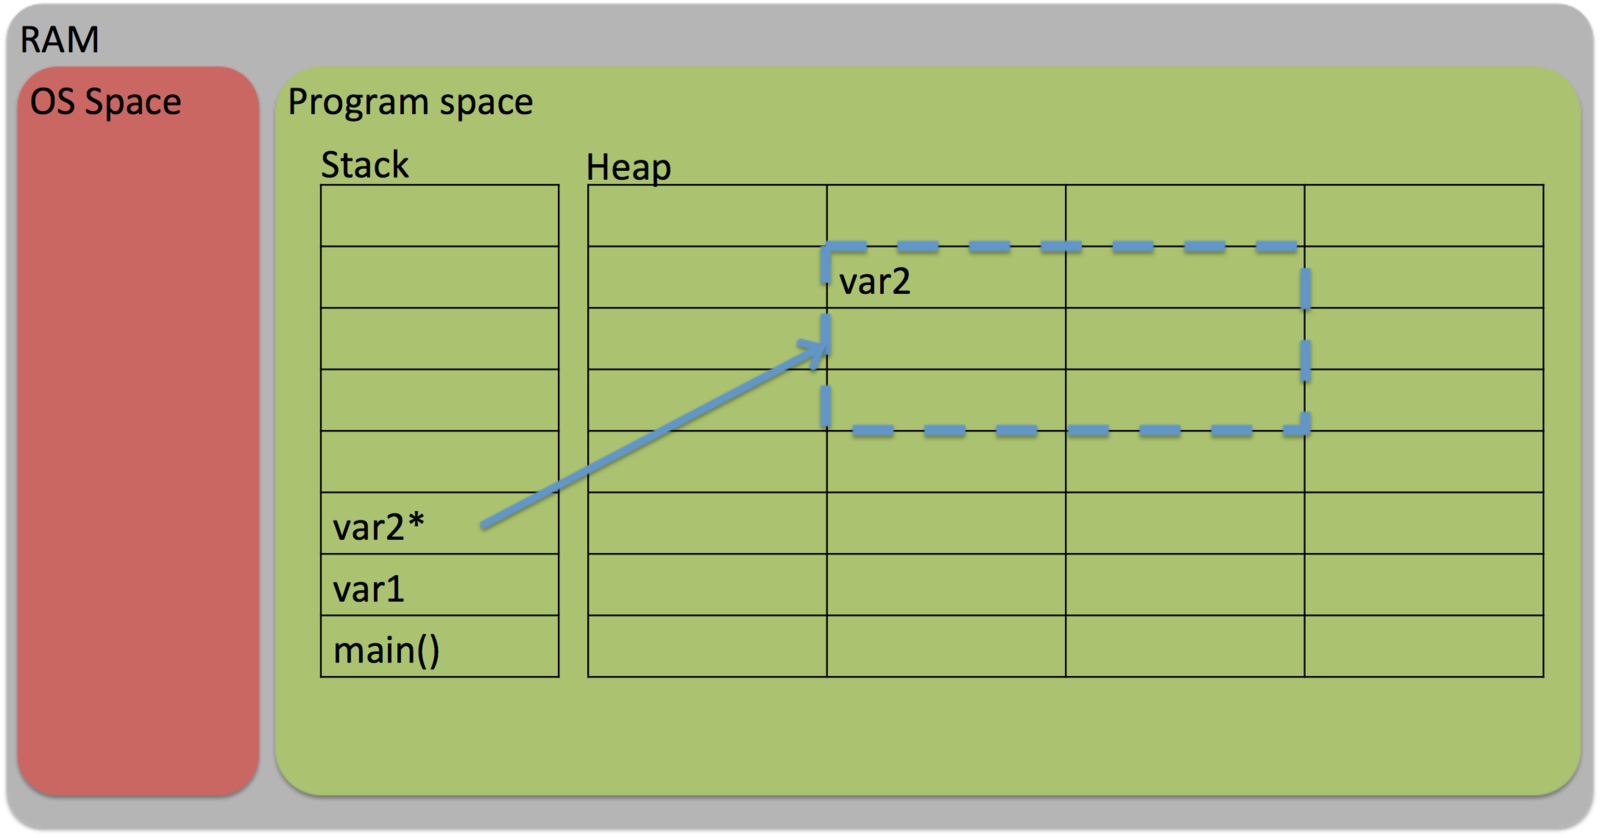 RAM
OS Space
Program space
Stack
Heap
var2
var2*
var1
main()